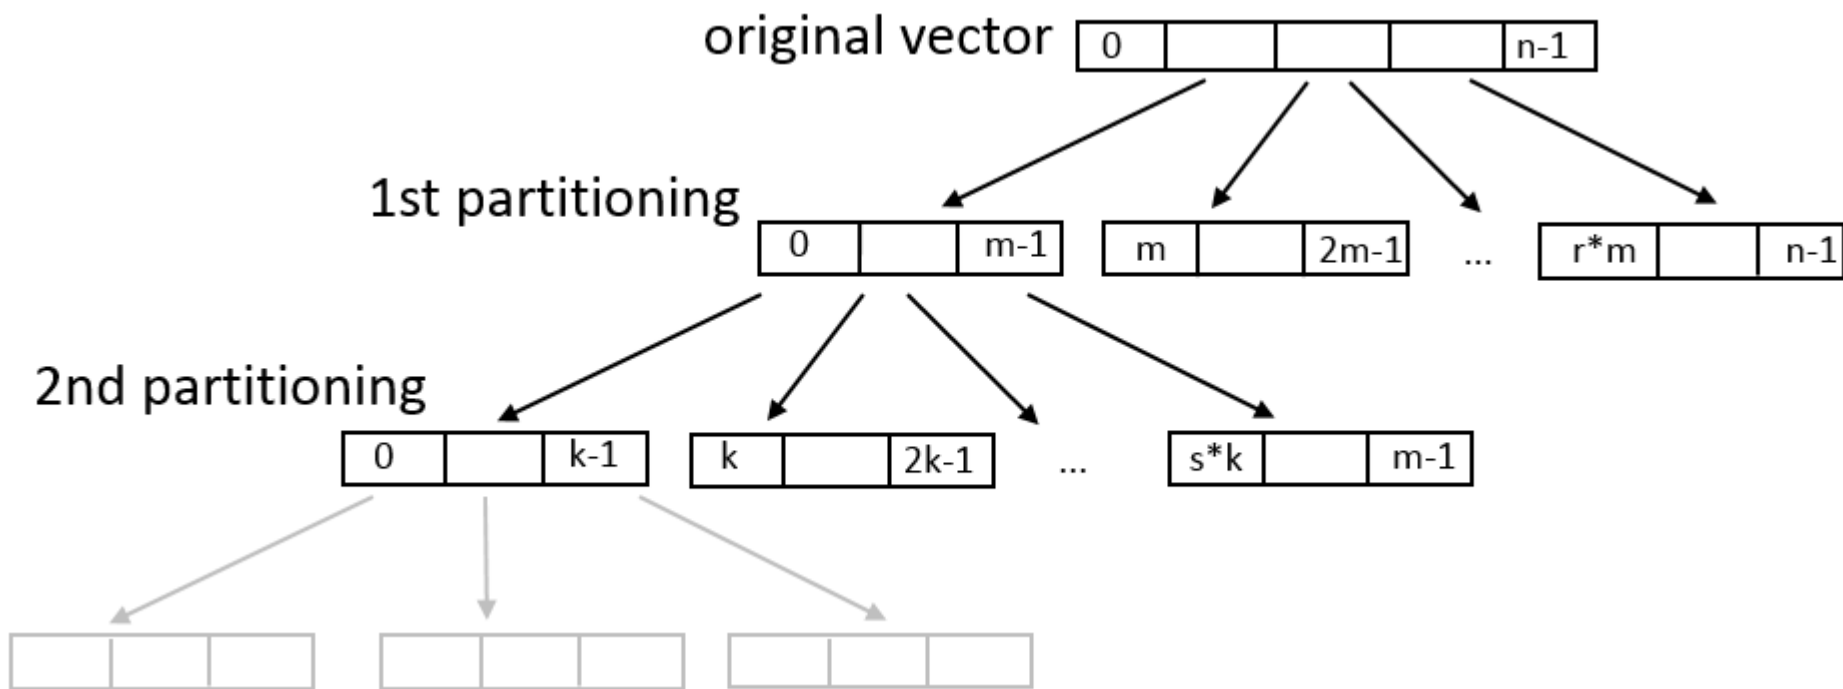 original vector 0 n-1
1st partitioning
0 m-1 m 2m-1 ... r*m n-1
2nd partitioning
0 k-1 k 2k-1 ... s*k m-1